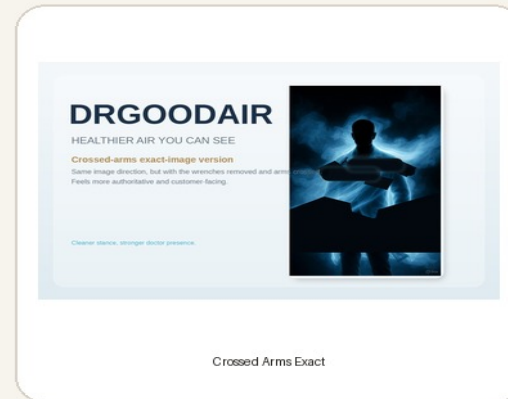 DRGOODAIR
HEALTHIER AIR YOU CAN SEE
Crossed-arms exact-image version
Same image direction, but with the wrenches removed and arms
Feels more authoritative and customer-facing.
Cleaner stance, stronger doctor presence.
Crossed Arms Exact